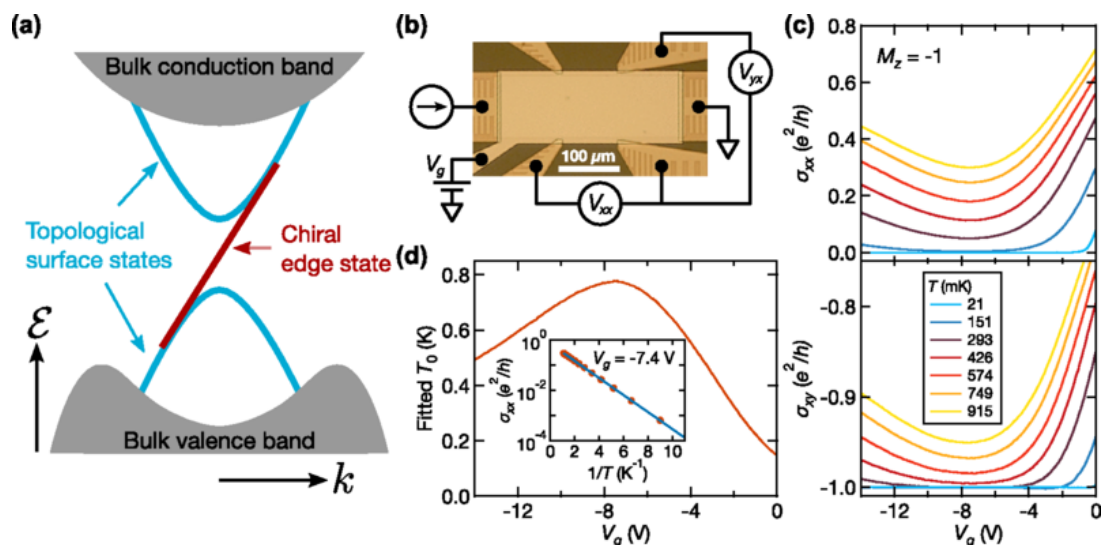 (a)
Bulk conduction band
Topological
surface states
Chiral
edge state
ℰ
Bulk valence band
k
(b)
V_yx
V_g
100 µm
V_xx
(c)
0.8
0.6
0.4
0.2
0.0
σ_xx (e²/h)
M_z = -1
-0.8
-0.9
-1.0
σ_xy (e²/h)
T (mK)
21
151
293
426
574
749
915
-12
-8
-4
0
V_g (V)
(d)
0.8
0.6
0.4
0.2
0.0
Fitted T_0 (K)
10^0
10^-2
10^-4
σ_xx (e²/h)
V_g = -7.4 V
0 2 4 6 8 10
1/T (K^-1)
-12
-8
-4
0
V_g (V)